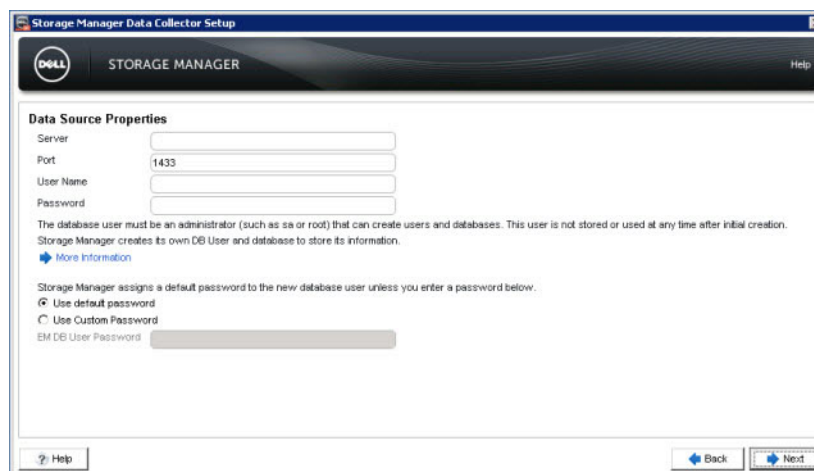 Storage Manager Data Collector Setup
DELL
STORAGE MANAGER
Help
Data Source Properties
Server
Port 1433
User Name
Password
The database user must be an administrator (such as sa or root) that can create users and databases. This user is not stored or used at any time after initial creation.
Storage Manager creates its own DB User and database to store its information.
More Information
Storage Manager assigns a default password to the new database user unless you enter a password below.
Use default password
Use Custom Password
EM DB User Password
Help
Back
Next